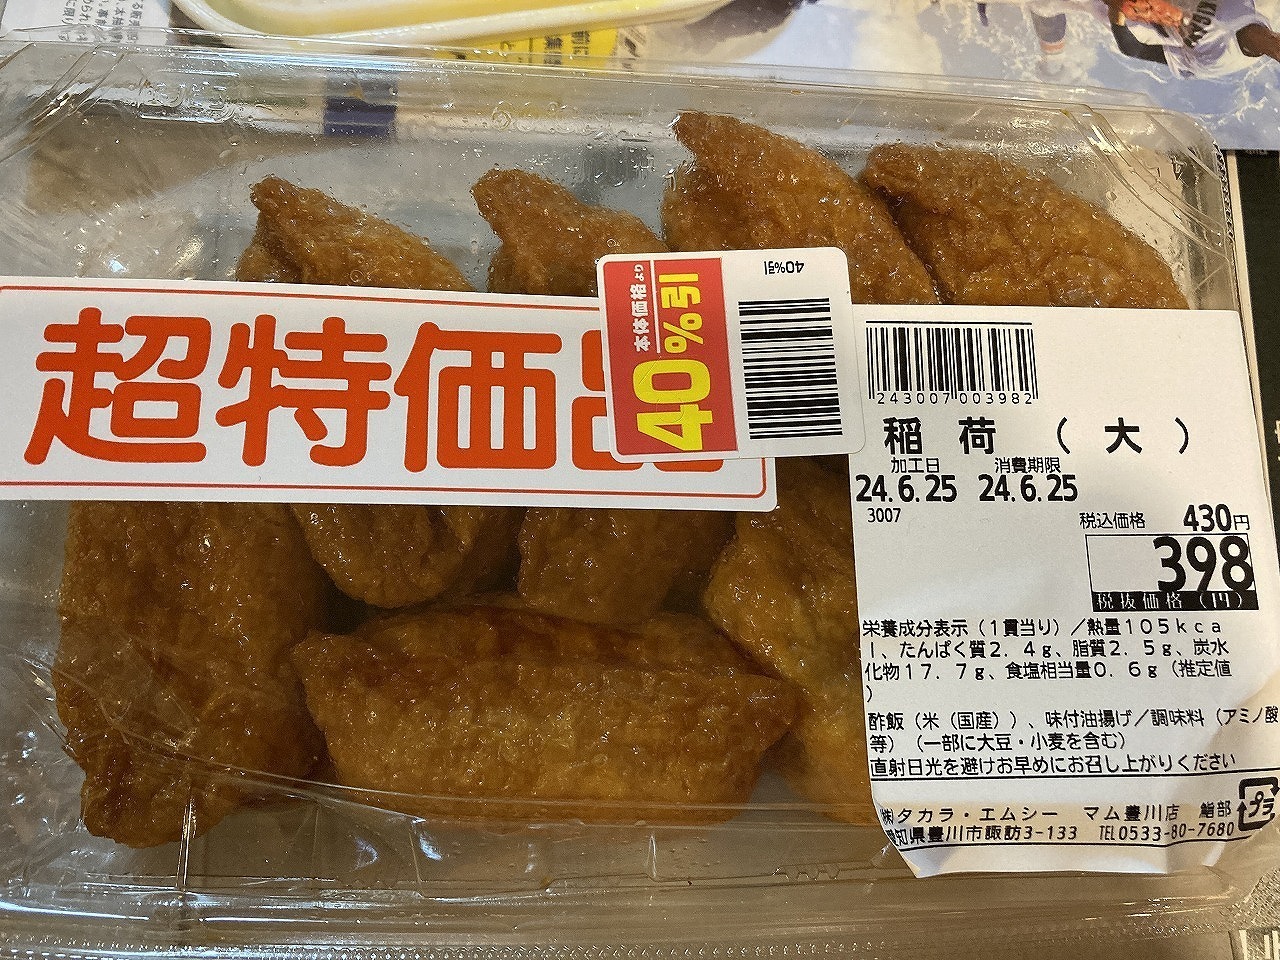 超特価品
本体価格より
40%引
40%引
243007 003982
稲荷(大)
加工日 消費期限
24.6.25 24.6.25
3007
税込価格 430円
398
税抜価格(円)
栄養成分表示(1貫当り)/熱量105kca
l、たんぱく質2.4g、脂質2.5g、炭水
化物17.7g、食塩相当量0.6g(推定値
)
酢飯(米(国産))、味付油揚げ/調味料(アミノ酸
等)(一部に大豆・小麦を含む)
直射日光を避けお早めにお召し上がりください
㈱タカラ・エムシー マム豊川店 鮨部
愛知県豊川市諏訪3-133 TEL0533-80-7680
プラ